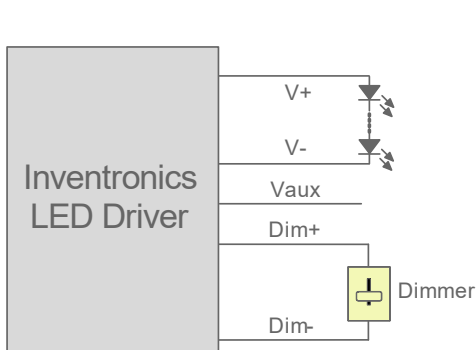 V+
V-
Inventronics
LED Driver
Vaux
Dim+
Dimmer
Dim-